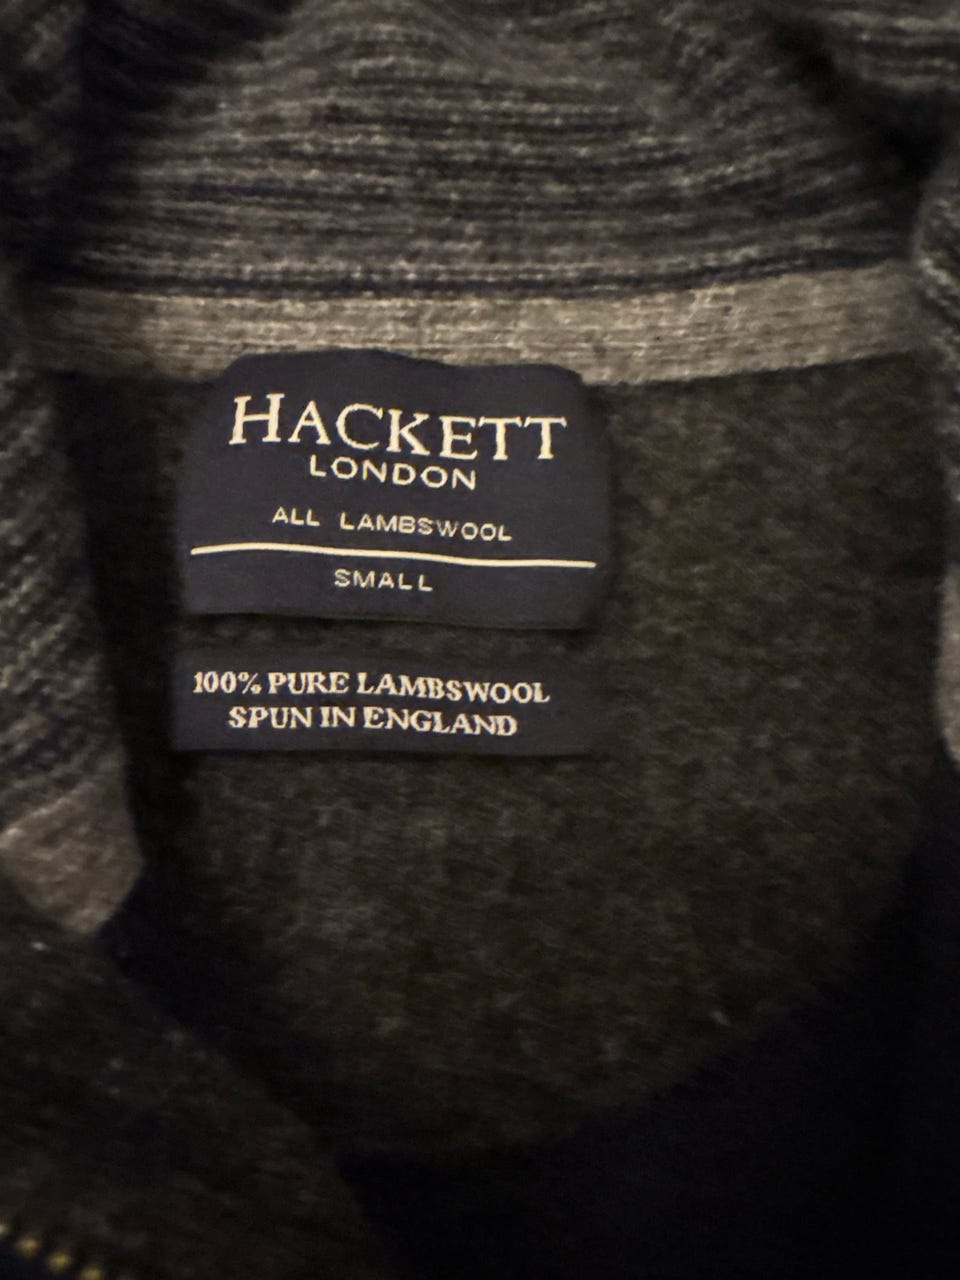 HACKETT
LONDON
ALL LAMBSWOOL
SMALL
100% PURE LAMBSWOOL
SPUN IN ENGLAND